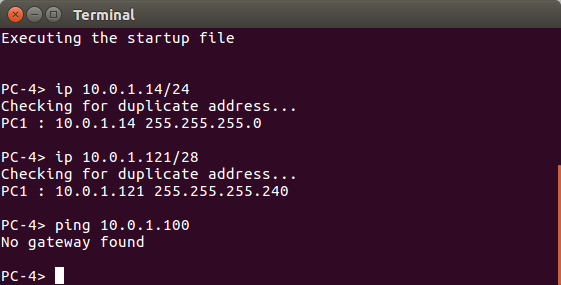 Terminal
Executing the startup file
PC-4> ip 10.0.1.14/24
Checking for duplicate address...
PC1 : 10.0.1.14 255.255.255.0
PC-4> ip 10.0.1.121/28
Checking for duplicate address...
PC1 : 10.0.1.121 255.255.255.240
PC-4> ping 10.0.1.100
No gateway found
PC-4>